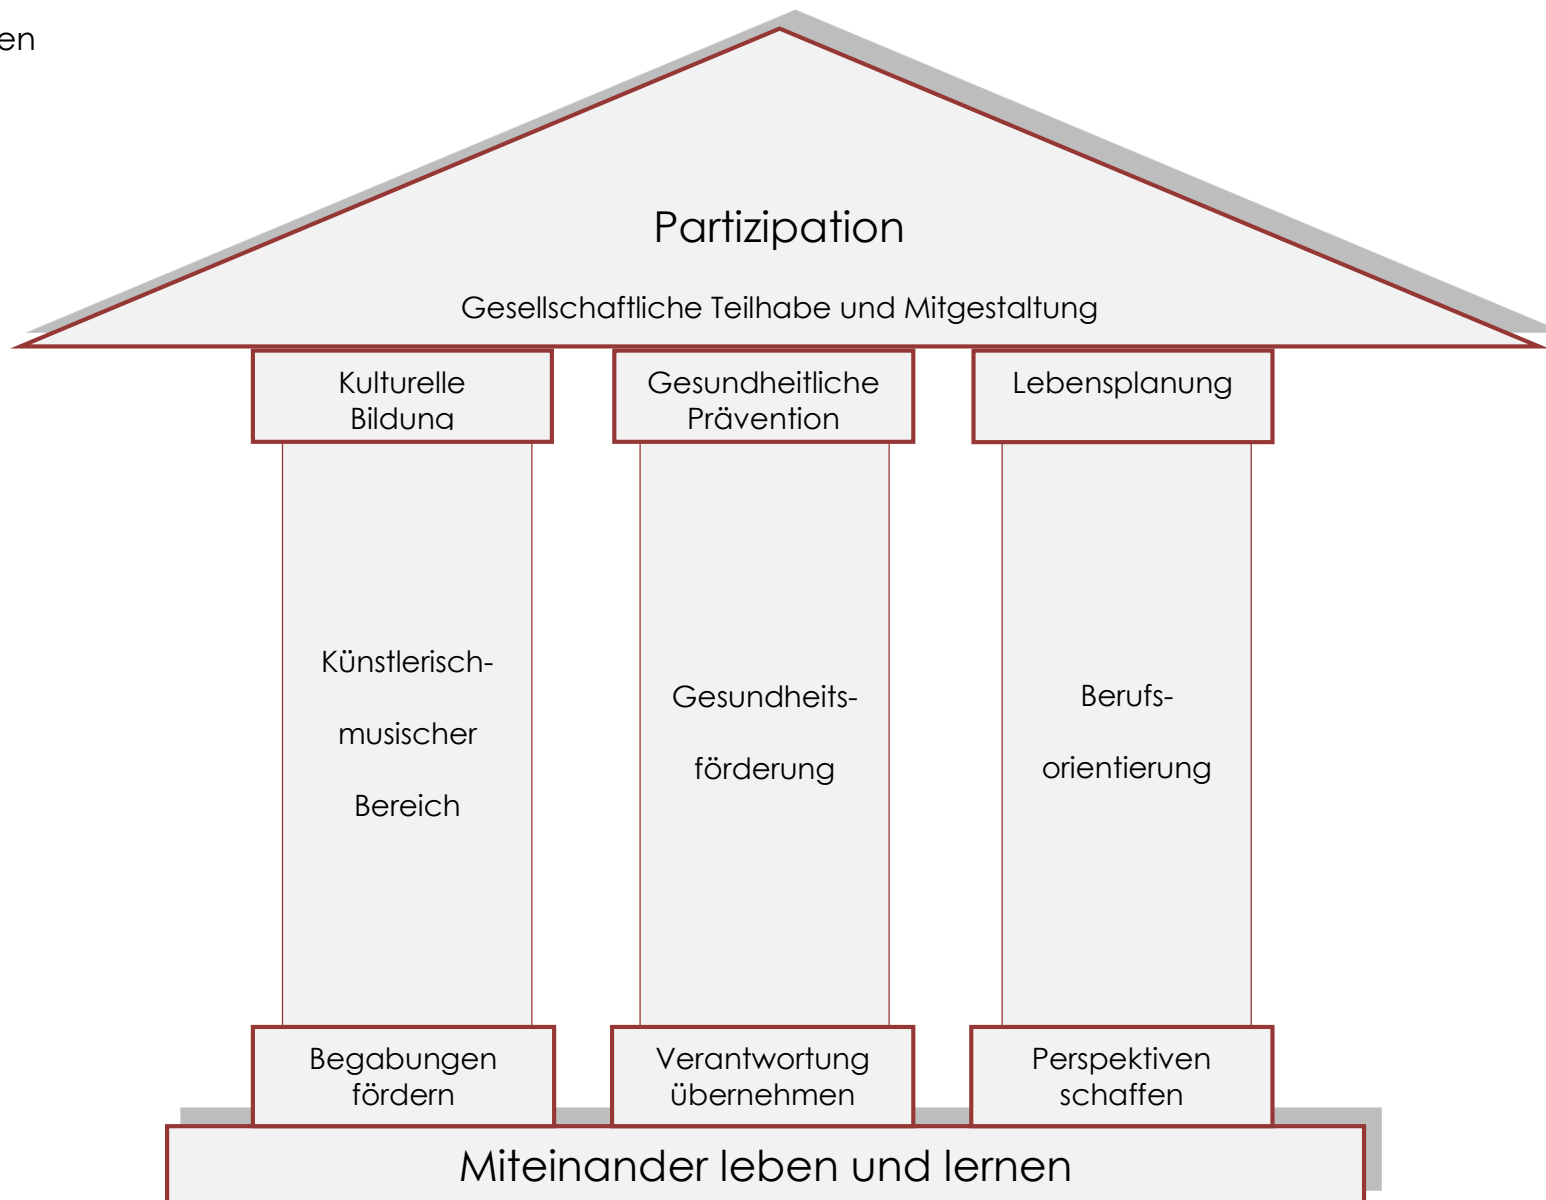 en
Partizipation
Gesellschaftliche Teilhabe und Mitgestaltung
Kulturelle
Bildung
Gesundheitliche
Prävention
Lebensplanung
Künstlerisch-
musischer
Bereich
Gesundheits-
förderung
Berufs-
orientierung
Begabungen
fördern
Verantwortung
übernehmen
Perspektiven
schaffen
Miteinander leben und lernen